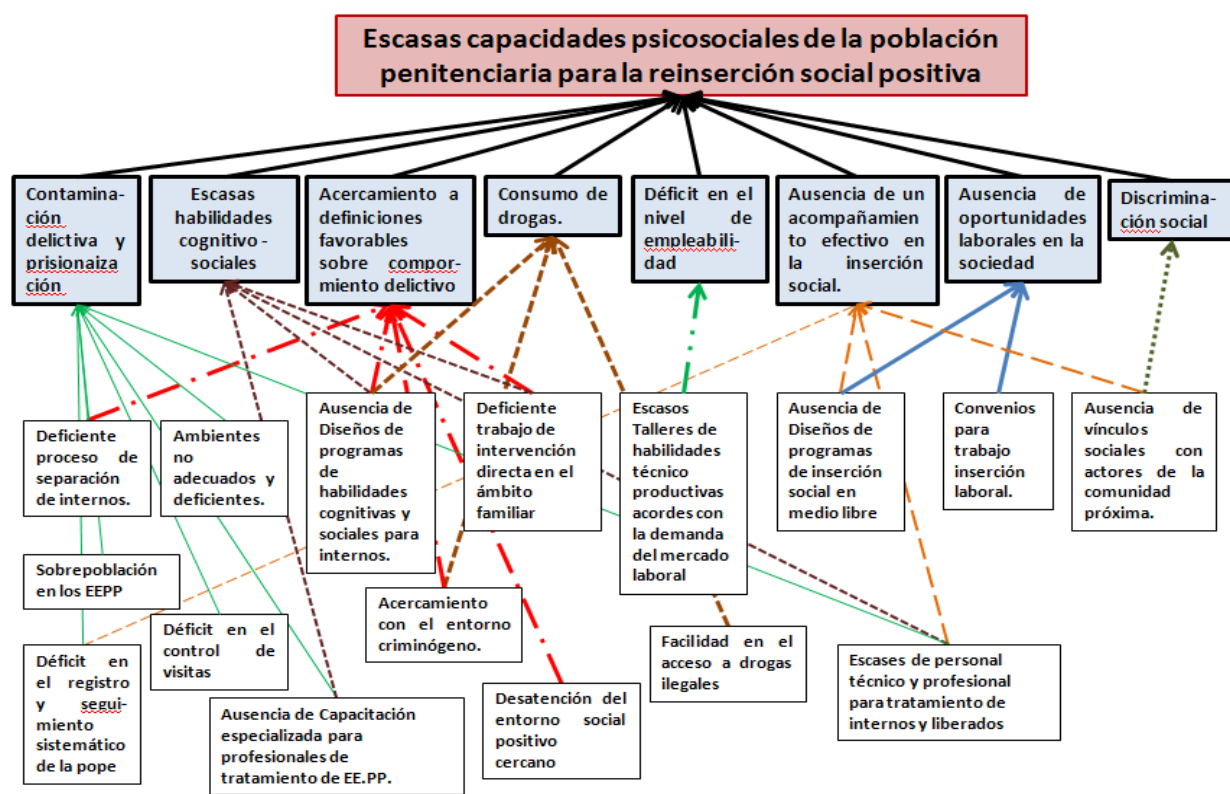 Escasas capacidades psicosociales de la población
penitenciaria para la reinserción social positiva
Contamina-
ción
delictiva y
prisionaiza
ción
Escasas
habilidades
cognitivo -
sociales
Acercamiento a
definiciones
favorables
sobre compor-
miento delictivo
Consumo de
drogas.
Déficit en el
nivel de
empleabili-
dad
Ausencia de un
acompañamien
to efectivo en
la inserción
social.
Ausencia de
oportunidades
laborales en la
sociedad
Discrimina-
ción social
Deficiente
proceso de
separación
de internos.
Ambientes
no
adecuados y
deficientes.
Ausencia de
Diseños de
programas
de
habilidades
cognitivas y
sociales para
internos.
Deficiente
trabajo de
intervención
directa en el
ámbito
familiar
Escasos
Talleres de
habilidades
técnico
productivas
acordes con
la demanda
del mercado
laboral
Ausencia de
Diseños de
programas
de inserción
social en
medio libre
Convenios
para
trabajo
inserción
laboral.
Ausencia de
vínculos
sociales con
actores de la
comunidad
próxima.
Sobrepoblación
en los EEPP
Déficit en el
control de
visitas
Acercamiento
con el entorno
criminógeno.
Facilidad en el
acceso a drogas
ilegales
Escases de personal
técnico y profesional
para tratamiento de
internos y liberados
Déficit en
el registro
y segui-
miento
sistemático
de la pope
Ausencia de Capacitación
especializada para
profesionales de
tratamiento de EE.PP.
Desatención del
entorno social
positivo
cercano